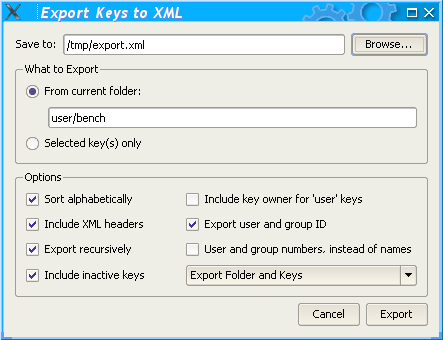 Export Keys to XML
Save to: /tmp/export.xml Browse...
What to Export
From current folder:
user/bench
Selected key(s) only
Options
Sort alphabetically Include key owner for 'user' keys
Include XML headers Export user and group ID
Export recursively User and group numbers, instead of names
Include inactive keys Export Folder and Keys
Cancel Export